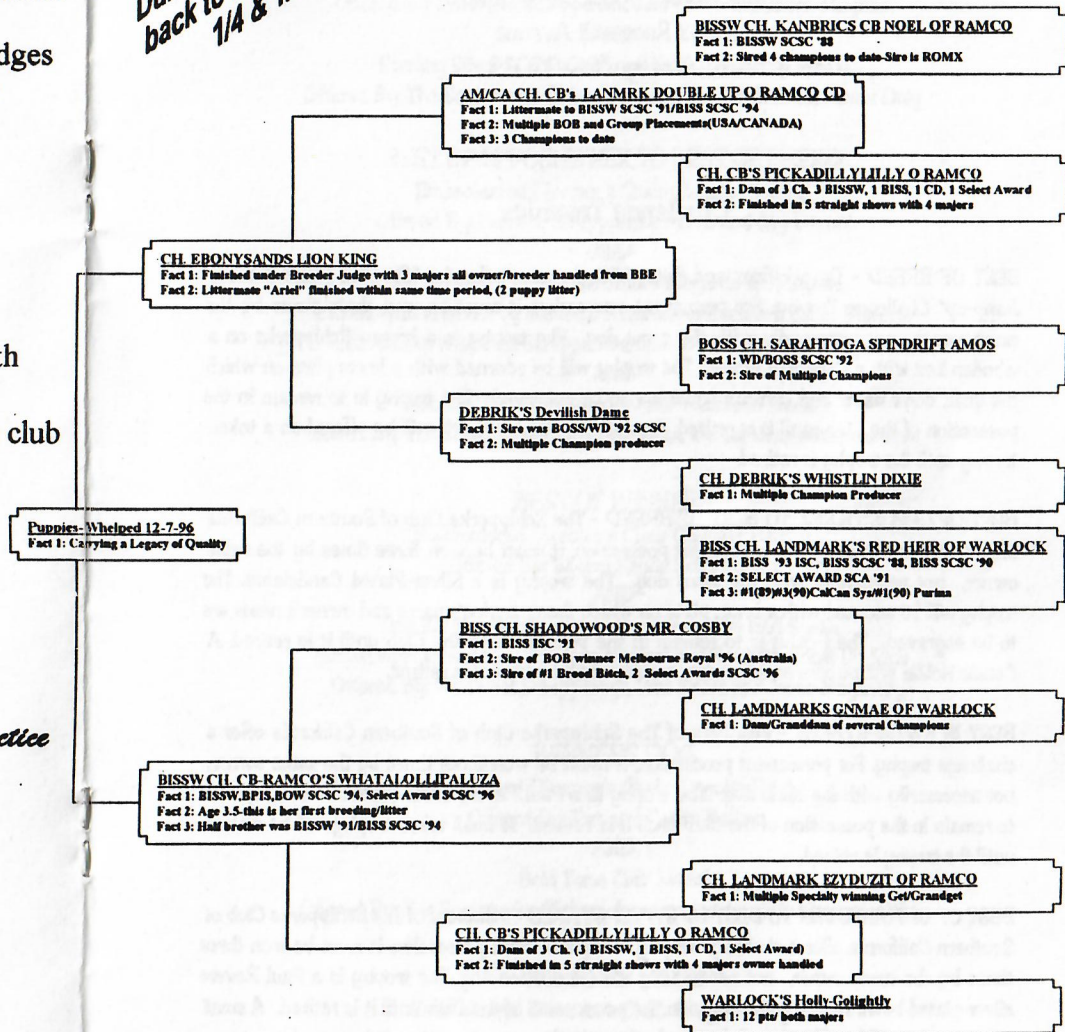 dges
back to
1/4 &
th
club
ctice
BISSW CH. KANBRICS CB NOEL OF RAMCO
Fact 1: BISSW SCSC '88
Fact 2: Sired 4 champions to date-Sire is ROMX
AM/CA CH. CB's LANMRK DOUBLE UP O RAMCO CD
Fact 1: Littermate to BISSW SCSC '91/BISS SCSC '94
Fact 2: Multiple BOB and Group Placements(USA/CANADA)
Fact 3: 3 Champions to date
CH. CB'S PICKADILLYLILLY O RAMCO
Fact 1: Dam of 3 Ch. 3 BISSW, 1 BISS, 1 CD, 1 Select Award
Fact 2: Finished in 5 straight shows with 4 majors
CH. EBONYSANDS LION KING
Fact 1: Finished under Breeder Judge with 3 majors all owner/breeder handled from BBE
Fact 2: Littermate "Ariel" finished within same time period, (2 puppy litter)
BOSS CH. SARAHTOGA SPINDRIFT AMOS
Fact 1: WD/BOSS SCSC '92
Fact 2: Sire of Multiple Champions
DEBRIK'S Devilish Dame
Fact 1: Sire was BOSS/WD '92 SCSC
Fact 2: Multiple Champion producer
CH. DEBRIK'S WHISTLIN DIXIE
Fact 1: Multiple Champion Producer
Puppies-Whelped 12-7-96
Fact 1: Carrying a Legacy of Quality
BISS CH. LANDMARK'S RED HEIR OF WARLOCK
Fact 1: BISS '93 ISC, BISS SCSC '88, BISS SCSC '90
Fact 2: SELECT AWARD SCA '91
Fact 3: #1(89)#3(90)CalCan Sys/#1(90) Purina
BISS CH. SHADOWOOD'S MR. COSBY
Fact 1: BISS ISC '91
Fact 2: Sire of BOB winner Melbourne Royal '96 (Australia)
Fact 3: Sire of #1 Brood Bitch, 2 Select Awards SCSC '96
CH. LAMDMARKS GNMAE OF WARLOCK
Fact 1: Dam/Granddam of several Champions
BISSW CH. CB-RAMCO'S WHATALOLLIPALUZA
Fact 1: BISSW,BPIS,BOW SCSC '94, Select Award SCSC '96
Fact 2: Age 3.5-this is her first breeding/litter
Fact 3: Half brother was BISSW '91/BISS SCSC '94
CH. LANDMARK EZYDUZIT OF RAMCO
Fact 1: Multiple Specialty winning Get/Grandget
CH. CB'S PICKADILLYLILLY O RAMCO
Fact 1: Dam of 3 Ch. (3 BISSW, 1 BISS, 1 CD, 1 Select Award)
Fact 2: Finished in 5 straight shows with 4 majors owner handled
WARLOCK'S Holly-Golightly
Fact 1: 12 pts/ both majors